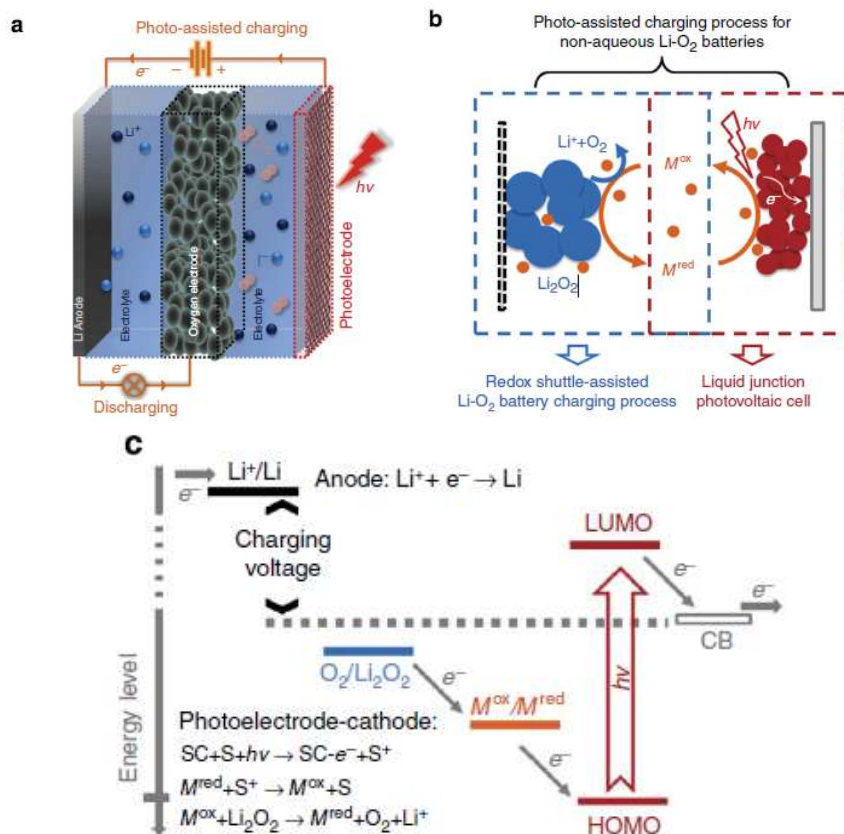 a
Photo-assisted charging
e⁻ − +
Li⁺
hν
I⁻
Li Anode
Electrolyte
Oxygen electrode
Electrolyte
Photoelectrode
e⁻
Discharging
b
Photo-assisted charging process for
non-aqueous Li-O₂ batteries
hν
Li⁺+O₂
Mᵒˣ
e⁻
Mʳᵉᵈ
Li₂O₂
Redox shuttle-assisted
Li-O₂ battery charging process
Liquid junction
photovoltaic cell
c
Li⁺/Li
e⁻
Anode: Li⁺+ e⁻ → Li
Charging
voltage
LUMO
e⁻
e⁻
CB
O₂/Li₂O₂
e⁻
Mᵒˣ/Mʳᵉᵈ
hν
Energy level
Photoelectrode-cathode:
SC+S+hν → SC-e⁻+S⁺
e⁻
Mʳᵉᵈ+S⁺ → Mᵒˣ+S
Mᵒˣ+Li₂O₂ → Mʳᵉᵈ+O₂+Li⁺
HOMO